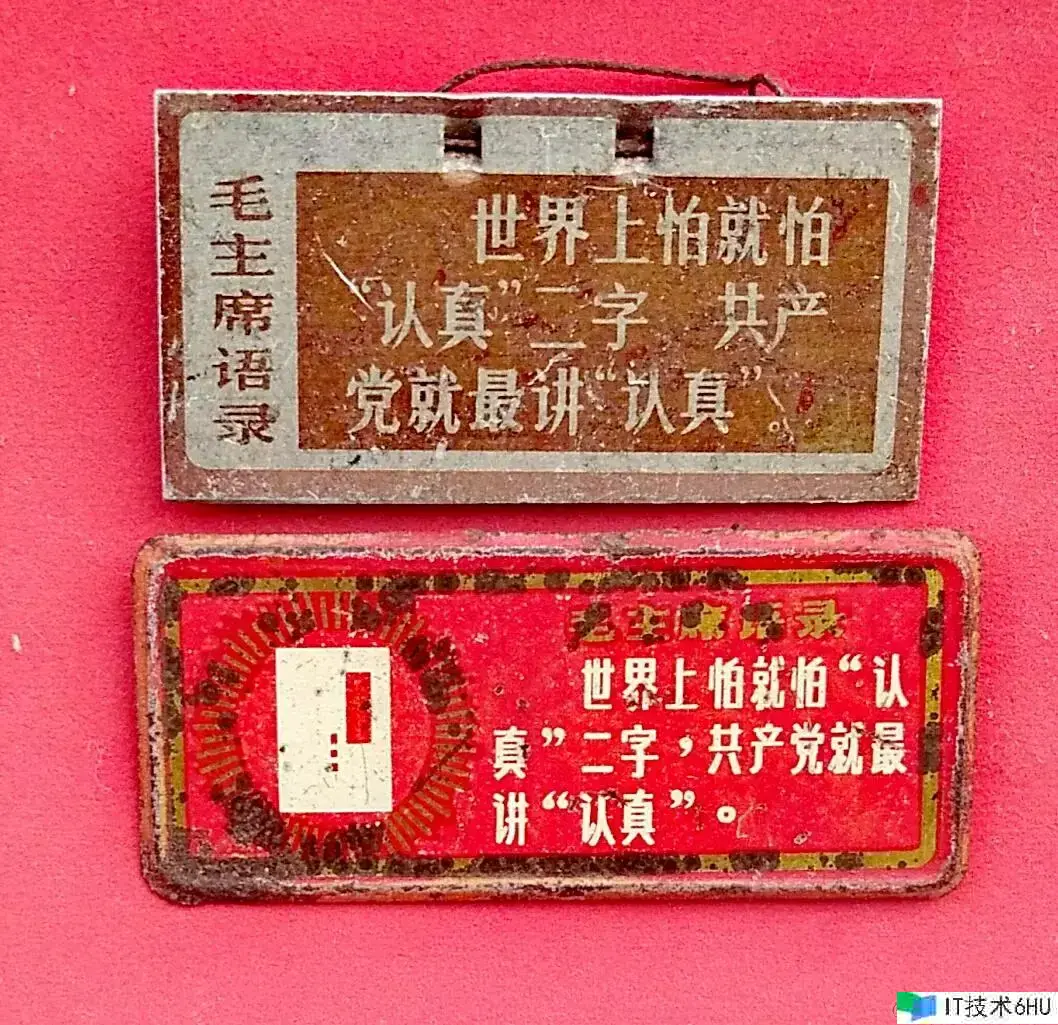 毛主席语录
世界上怕就怕
“认真”二字 共产
党就最讲“认真”。
毛主席语录
世界上怕就怕“认
真”二字，共产党就最
讲“认真”。
IT技术6HU